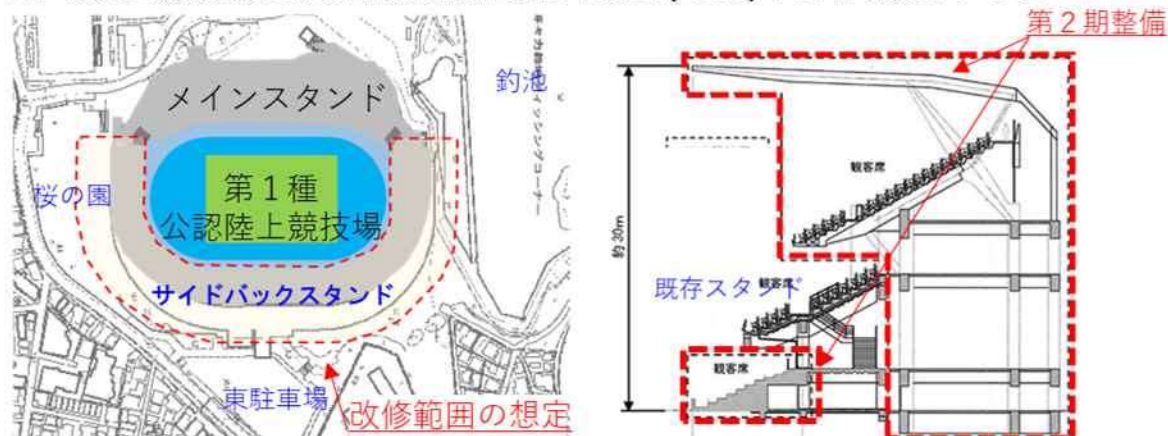 第２期整備
メインスタンド
釣池
桜の園
第１種
公認陸上競技場
サイドバックスタンド
東駐車場
改修範囲の想定
観客席
約30m
既存スタンド
観客席
観客席